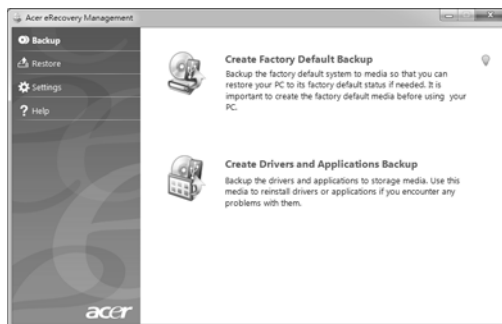 Acer eRecovery Management
Backup
Restore
Settings
? Help
Create Factory Default Backup
Backup the factory default system to media so that you can
restore your PC to its factory default status if needed. It is
important to create the factory default media before using your
PC.
Create Drivers and Applications Backup
Backup the drivers and applications to storage media. Use this
media to reinstall drivers or applications if you encounter any
problems with them.
acer